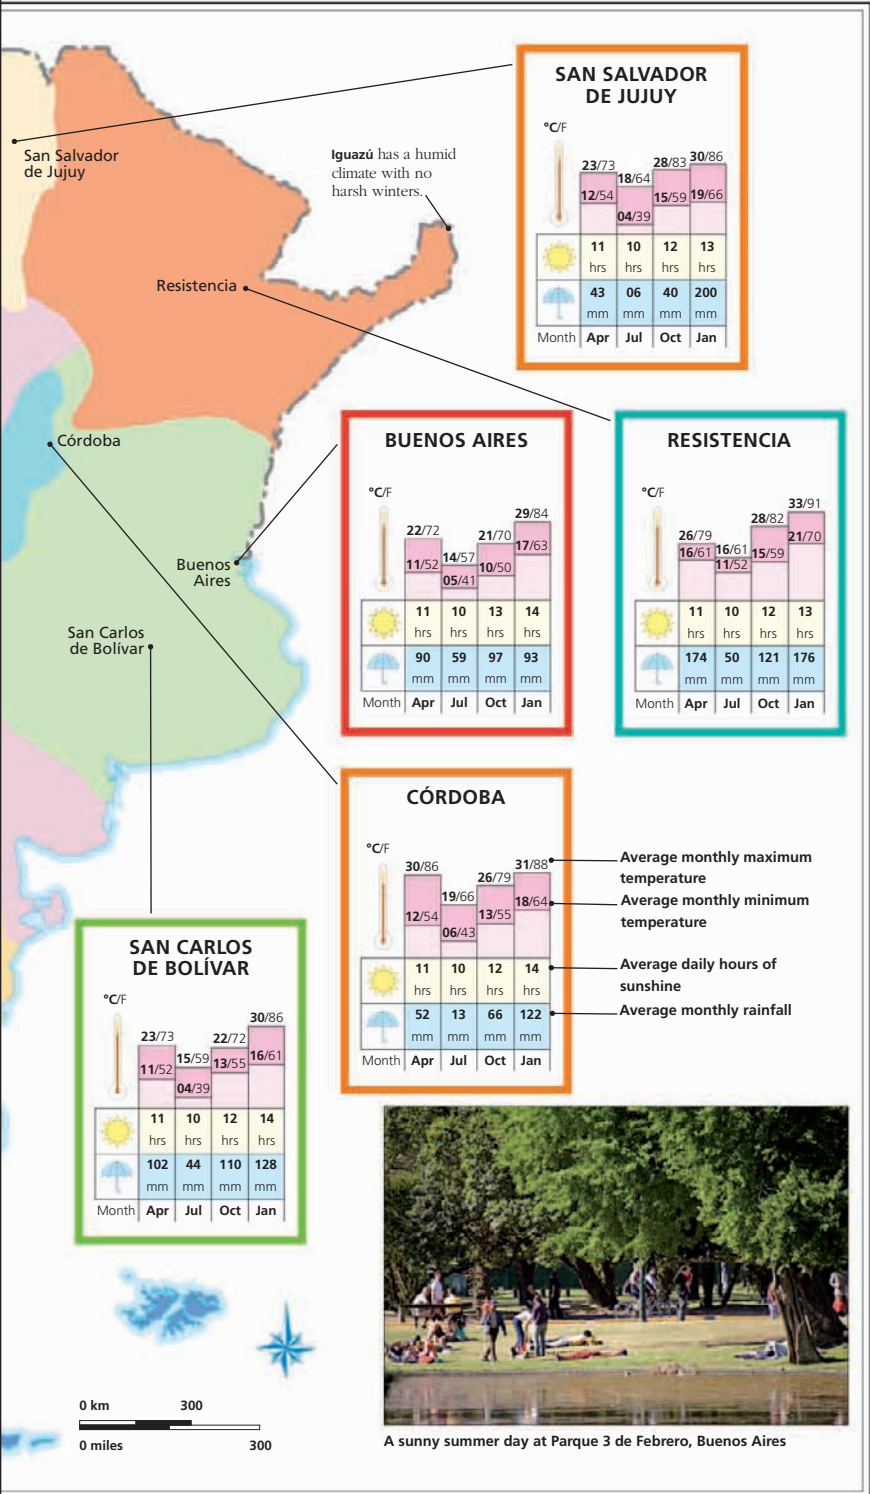 San Salvador
de Jujuy
Iguazú has a humid
climate with no
harsh winters.
Resistencia
Córdoba
Buenos
Aires
San Carlos
de Bolívar
SAN SALVADOR
DE JUJUY
°C/F
23/73 18/64 28/83 30/86
12/54 04/39 15/59 19/66
11 10 12 13
hrs hrs hrs hrs
43 06 40 200
mm mm mm mm
Month Apr Jul Oct Jan
BUENOS AIRES
°C/F
22/72 14/57 21/70 29/84
11/52 05/41 10/50 17/63
11 10 13 14
hrs hrs hrs hrs
90 59 97 93
mm mm mm mm
Month Apr Jul Oct Jan
RESISTENCIA
°C/F
26/79 16/61 28/82 33/91
16/61 11/52 15/59 21/70
11 10 12 13
hrs hrs hrs hrs
174 50 121 176
mm mm mm mm
Month Apr Jul Oct Jan
CÓRDOBA
°C/F
30/86 19/66 26/79 31/88
12/54 06/43 13/55 18/64
11 10 12 14
hrs hrs hrs hrs
52 13 66 122
mm mm mm mm
Month Apr Jul Oct Jan
Average monthly maximum
temperature
Average monthly minimum
temperature
Average daily hours of
sunshine
Average monthly rainfall
SAN CARLOS
DE BOLÍVAR
°C/F
23/73 15/59 22/72 30/86
11/52 04/39 13/55 16/61
11 10 12 14
hrs hrs hrs hrs
102 44 110 128
mm mm mm mm
Month Apr Jul Oct Jan
0 km 300
0 miles 300
A sunny summer day at Parque 3 de Febrero, Buenos Aires